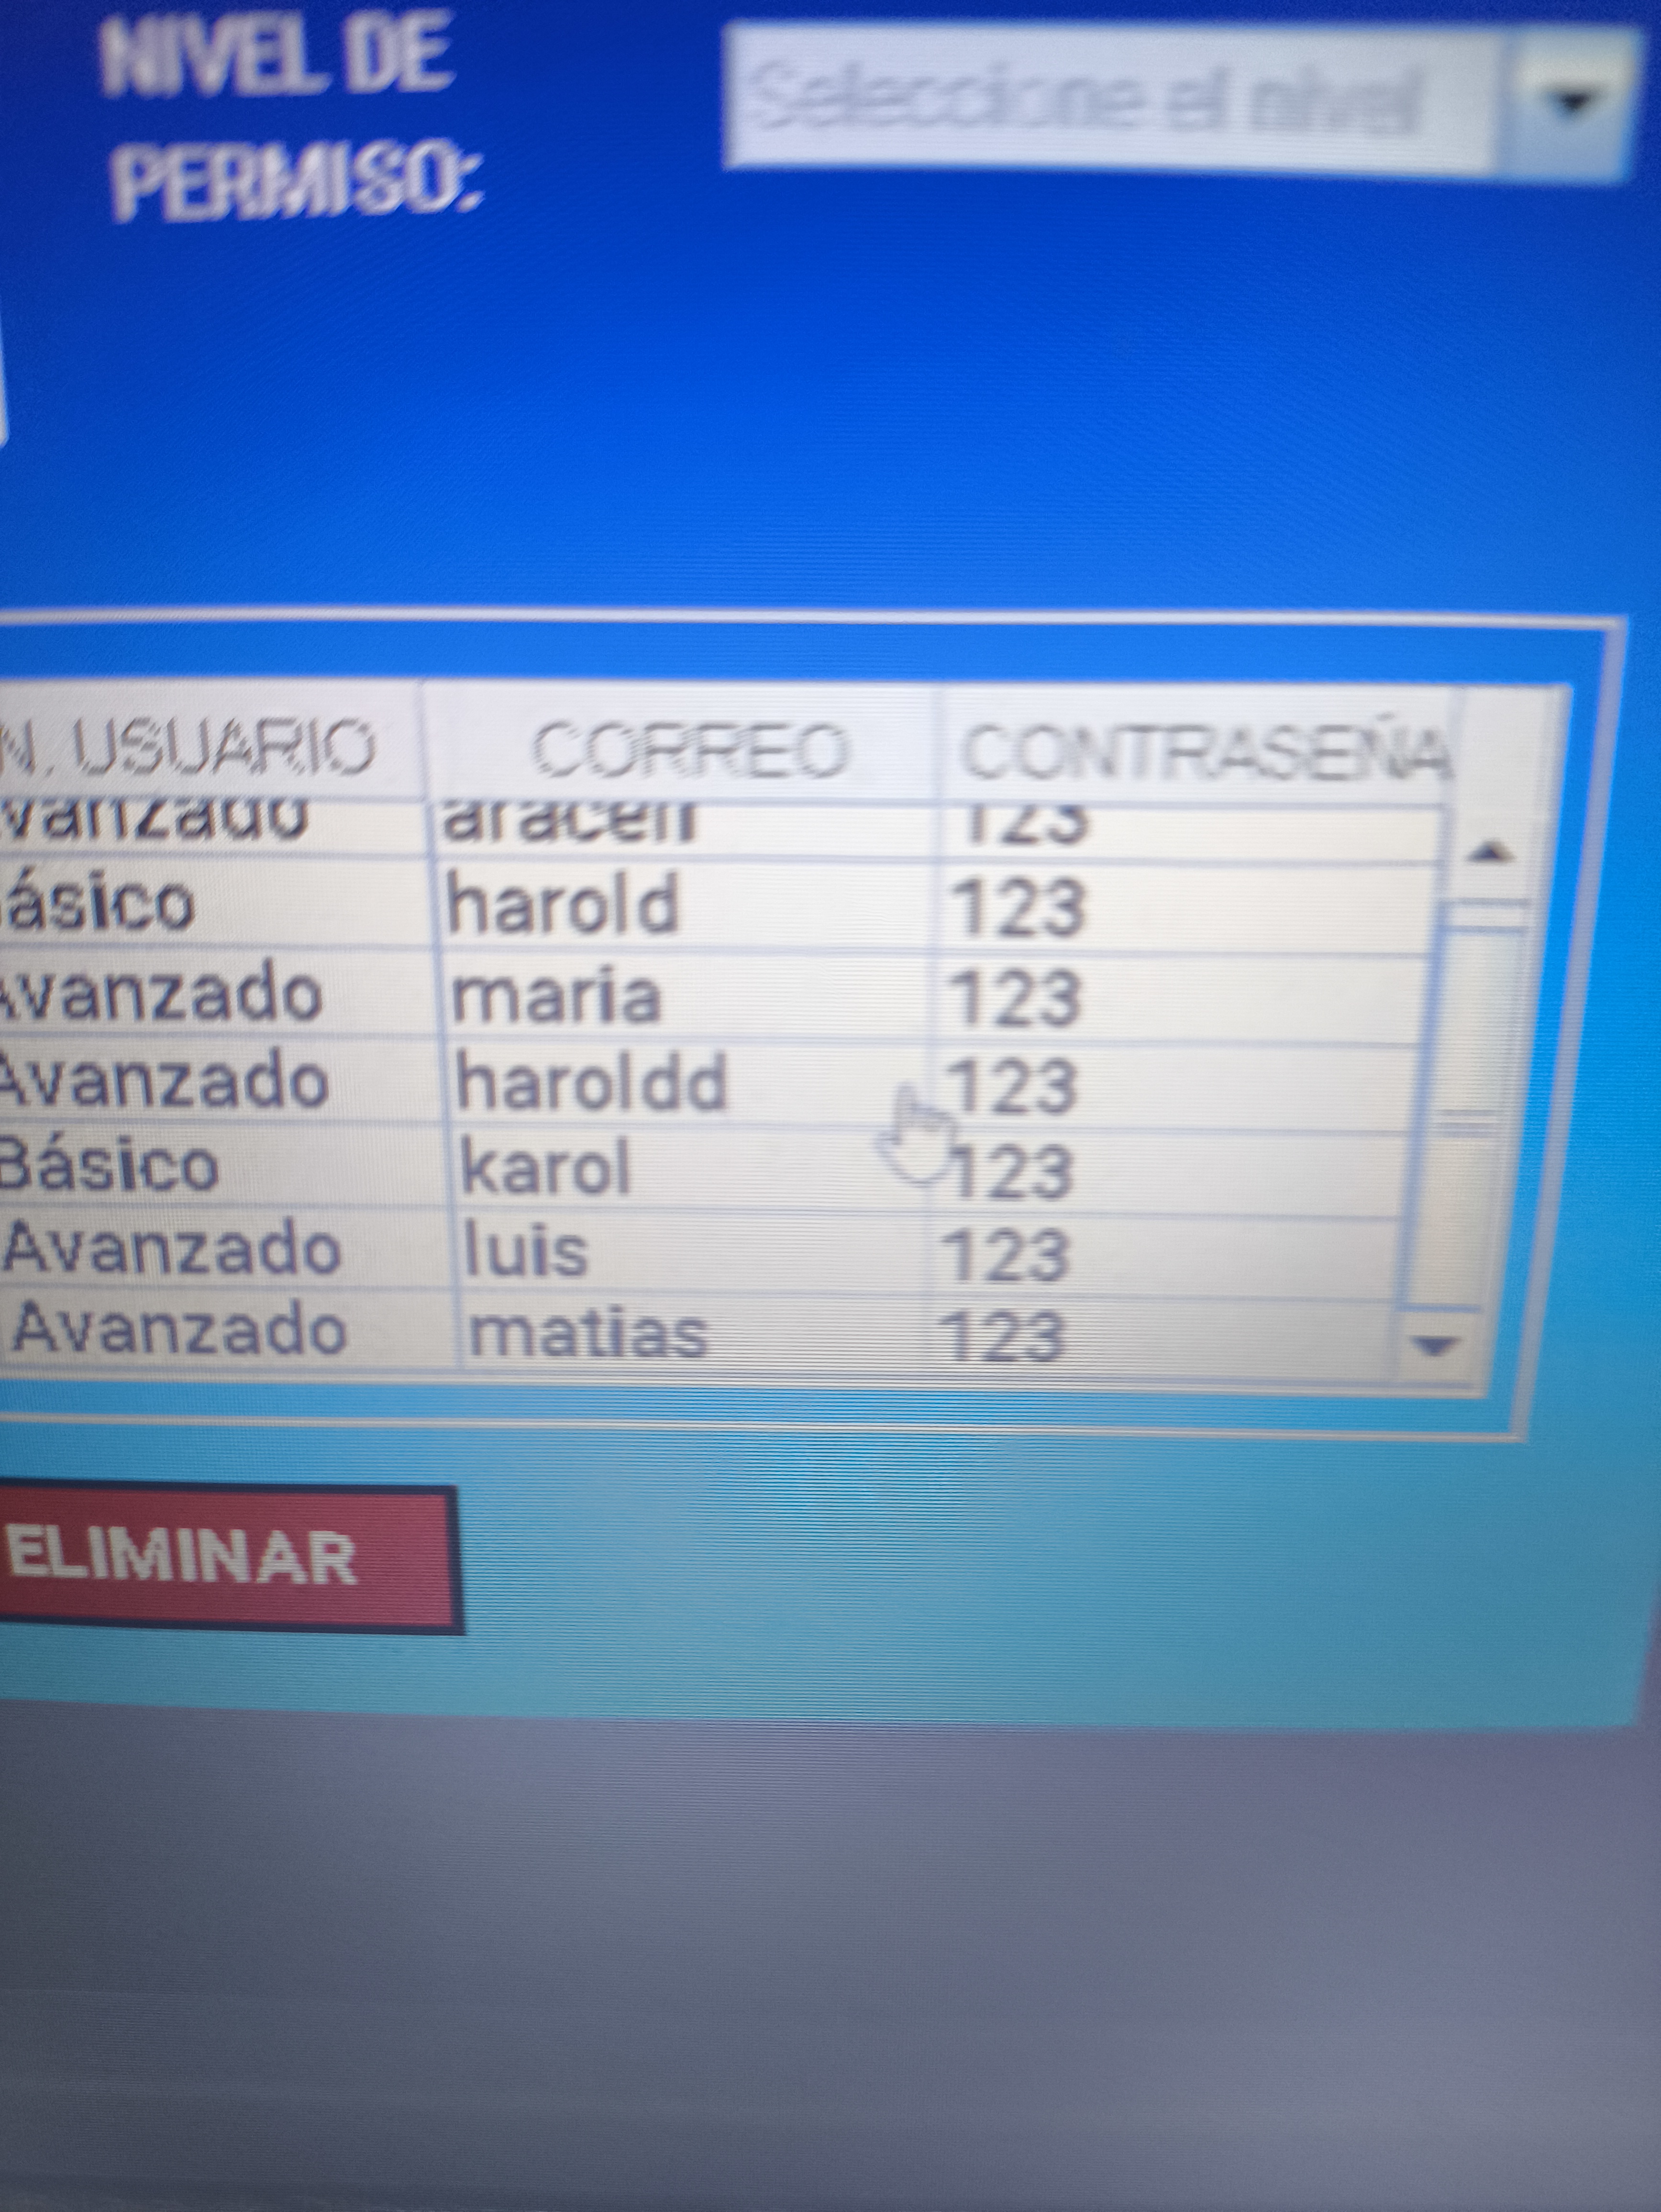 NIVEL DE
PERMISO:
Seleccione el nivel
N. USUARIO CORREO CONTRASEÑA
vanzado araceli 123
ásico harold 123
Avanzado maria 123
Avanzado haroldd 123
Básico karol 123
Avanzado luis 123
Avanzado matias 123
ELIMINAR